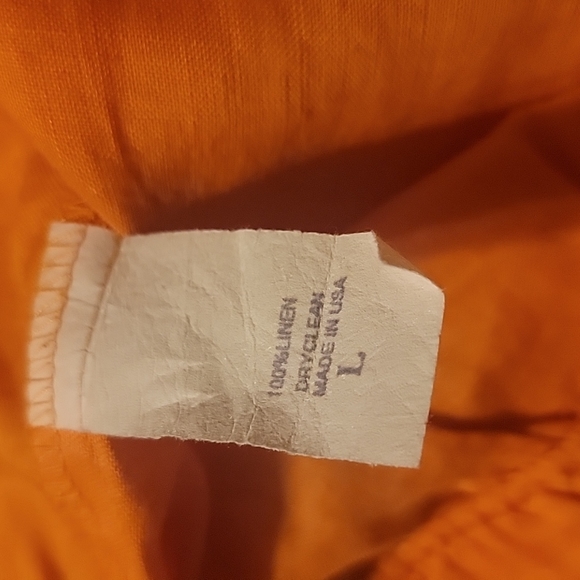 100% LINEN
DRYCLEAN
MADE IN USA
L